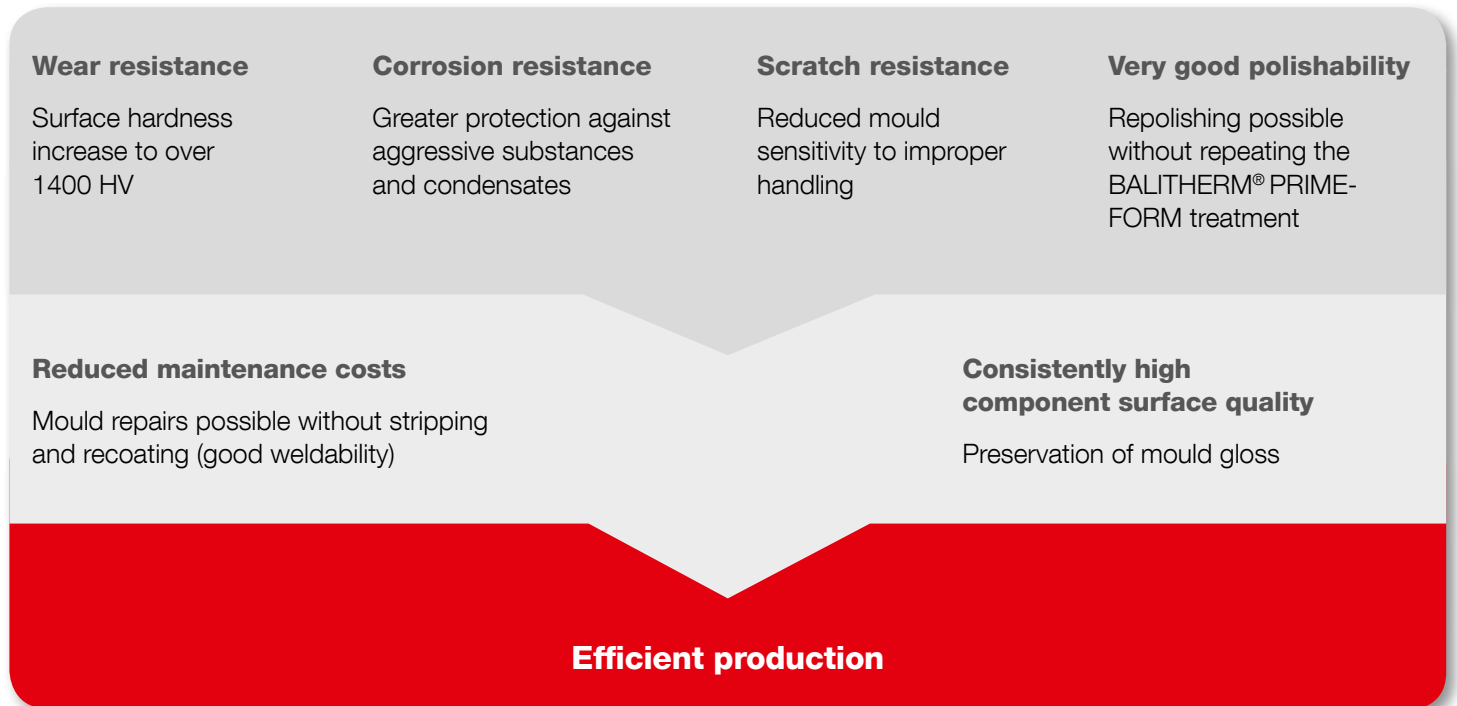 Wear resistance
Surface hardness
increase to over
1400 HV
Corrosion resistance
Greater protection against
aggressive substances
and condensates
Scratch resistance
Reduced mould
sensitivity to improper
handling
Very good polishability
Repolishing possible
without repeating the
BALITHERM® PRIME-
FORM treatment
Reduced maintenance costs
Mould repairs possible without stripping
and recoating (good weldability)
Consistently high
component surface quality
Preservation of mould gloss
Efficient production